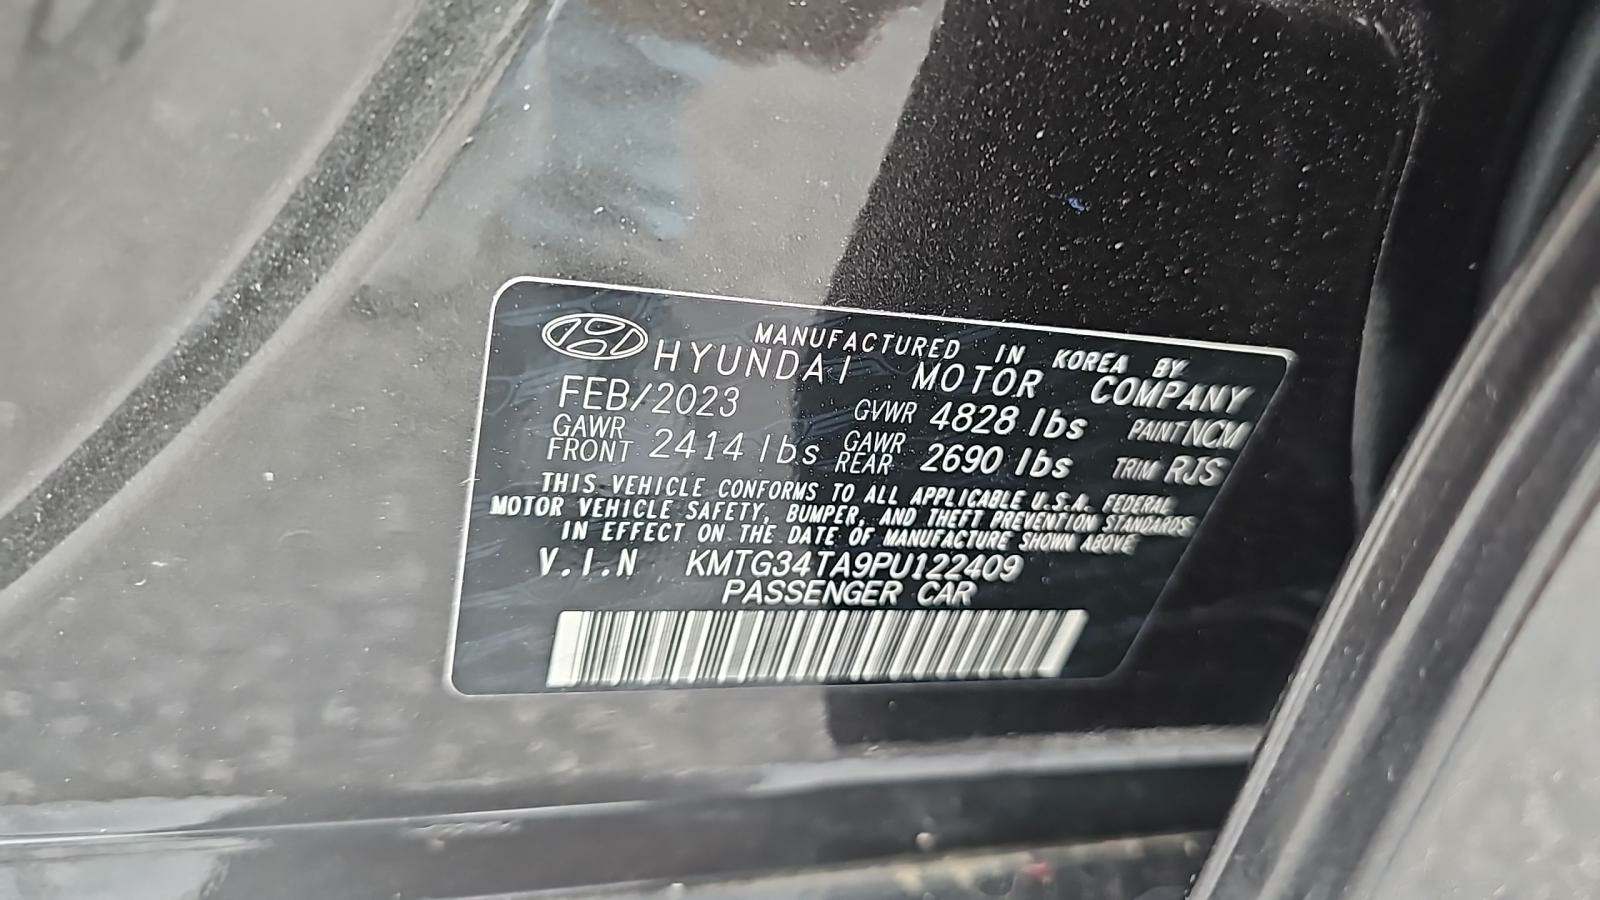 MANUFACTURED IN KOREA BY
HYUNDAI MOTOR COMPANY
FEB/2023 GVWR 4828 lbs PAINT NCM
GAWR FRONT 2414 lbs GAWR REAR 2690 lbs TRIM RJS
THIS VEHICLE CONFORMS TO ALL APPLICABLE U.S.A. FEDERAL
MOTOR VEHICLE SAFETY, BUMPER, AND THEFT PREVENTION STANDARDS
IN EFFECT ON THE DATE OF MANUFACTURE SHOWN ABOVE
V.I.N KMTG34TA9PU122409
PASSENGER CAR